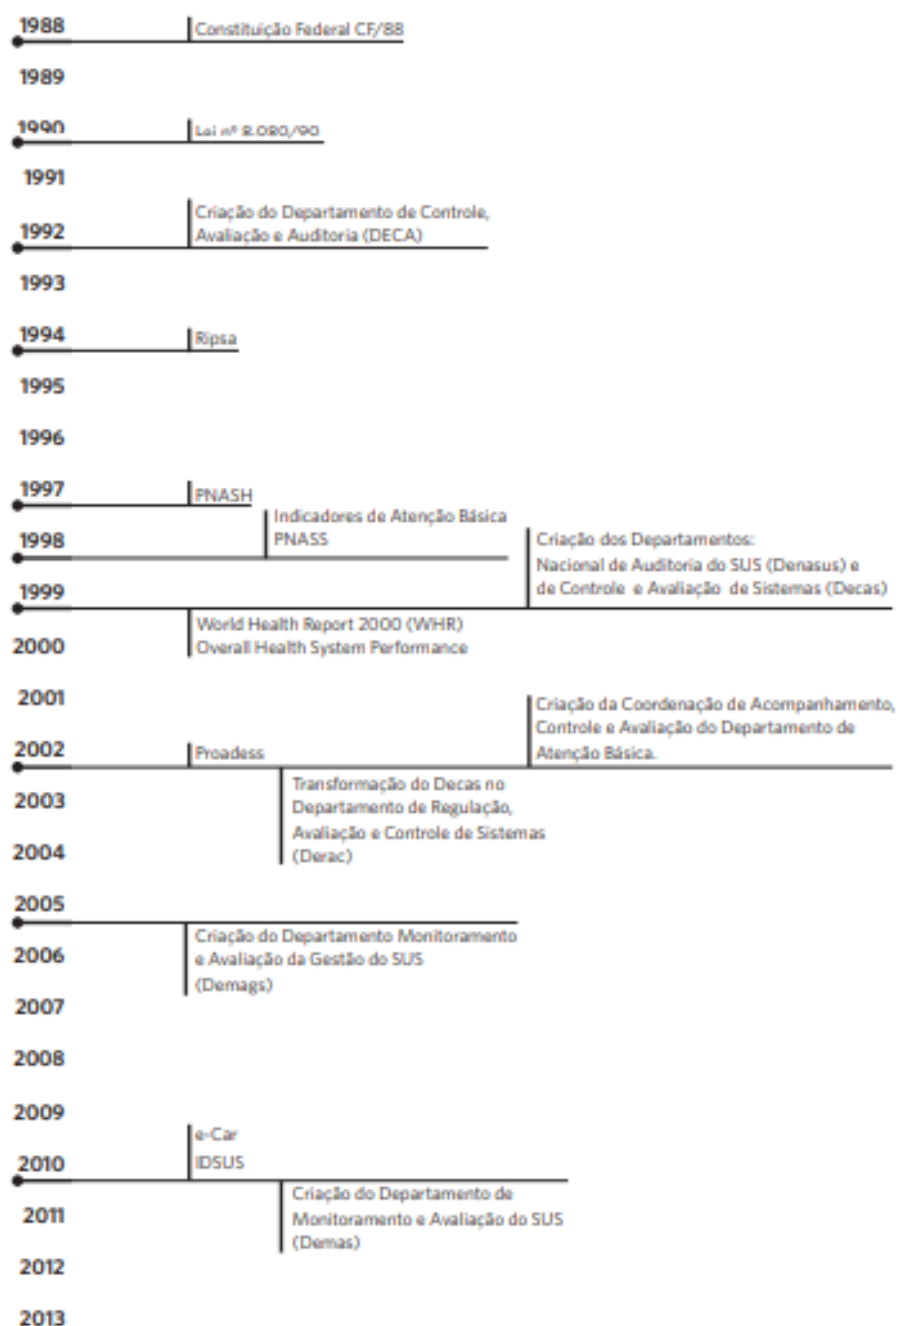 1988
Constituição Federal CF/88
1989
1990
Lei nº 8.080/90
1991
Criação do Departamento de Controle,
1992
Avaliação e Auditoria (DECA)
1993
1994
Ripsa
1995
1996
1997
PNASH
Indicadores de Atenção Básica
1998
PNASS
Criação dos Departamentos:
Nacional de Auditoria do SUS (Denasus) e
1999
de Controle e Avaliação de Sistemas (Decas)
World Health Report 2000 (WHR)
2000
Overall Health System Performance
2001
Criação da Coordenação de Acompanhamento,
Controle e Avaliação do Departamento de
2002
Proadess
Atenção Básica.
Transformação do Decas no
2003
Departamento de Regulação,
Avaliação e Controle de Sistemas
2004
(Derac)
2005
Criação do Departamento Monitoramento
2006
e Avaliação da Gestão do SUS
(Demags)
2007
2008
2009
e-Car
2010
IDSUS
Criação do Departamento de
2011
Monitoramento e Avaliação do SUS
(Demas)
2012
2013